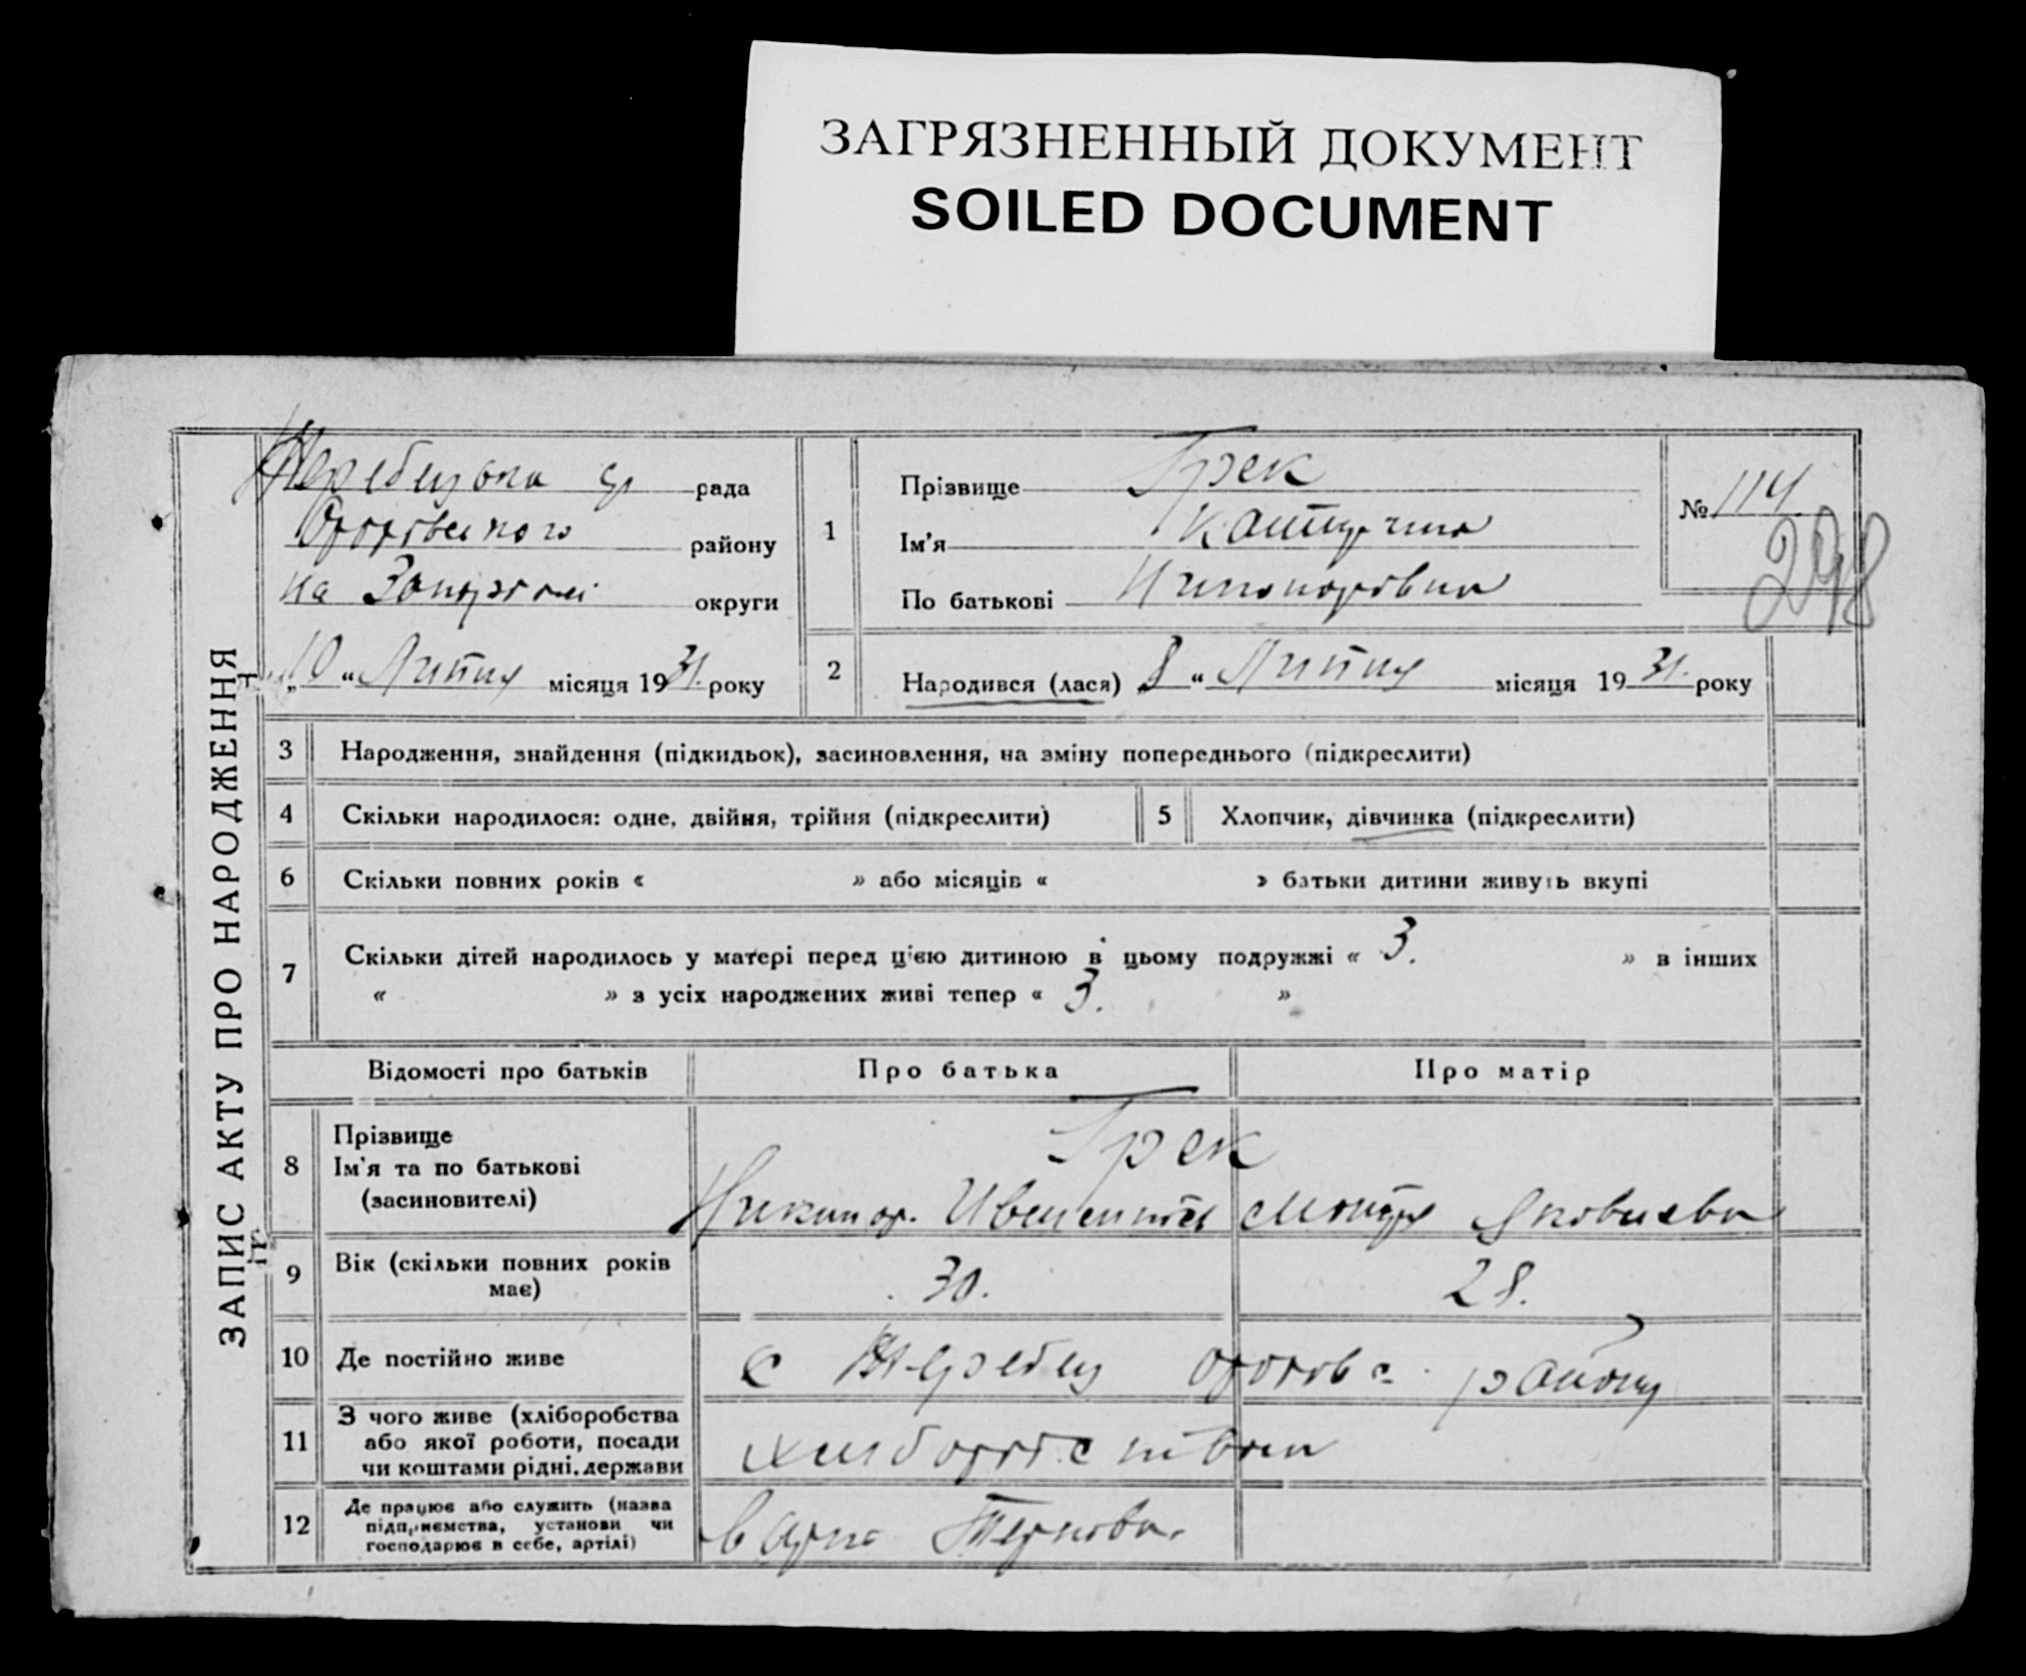 ЗАГРЯЗНЕННЫЙ ДОКУМЕНТ
SOILED DOCUMENT
ЗАПИС АКТУ ПРО НАРОДЖЕННЯ
Жеребецька рада
району
на округи
„10“ Липня місяця 1931 року
1
Прізвище Грек
Ім'я Катерина
По батькові
№ 114
298
2
Народився (лася) 8 “ Липня місяця 1931 року
3 Народження, знайдення (підкидьок), засиновлення, на зміну попереднього (підкреслити)
4 Скільки народилося: одне, двійня, трійня (підкреслити)
5 Хлопчик, дівчинка (підкреслити)
6 Скільки повних років « » або місяців « » батьки дитини живуть вкупі
7 Скільки дітей народилось у матері перед цією дитиною в цьому подружжі « 3. » в інших
« » з усіх народжених живі тепер « 3. »
Відомості про батьків Про батька Про матір
8 Прізвище
Ім'я та по батькові
(засиновителі)
Грек
Никипор. Яковлевна
9 Вік (скільки повних років
має)
30. 28.
10 Де постійно живе
с Жеребец району
11 З чого живе (хліборобства
або якої роботи, посади
чи коштами рідні, держави
12 Де працює або служить (назва
підприємства, установи чи
господарює в себе, артілі)